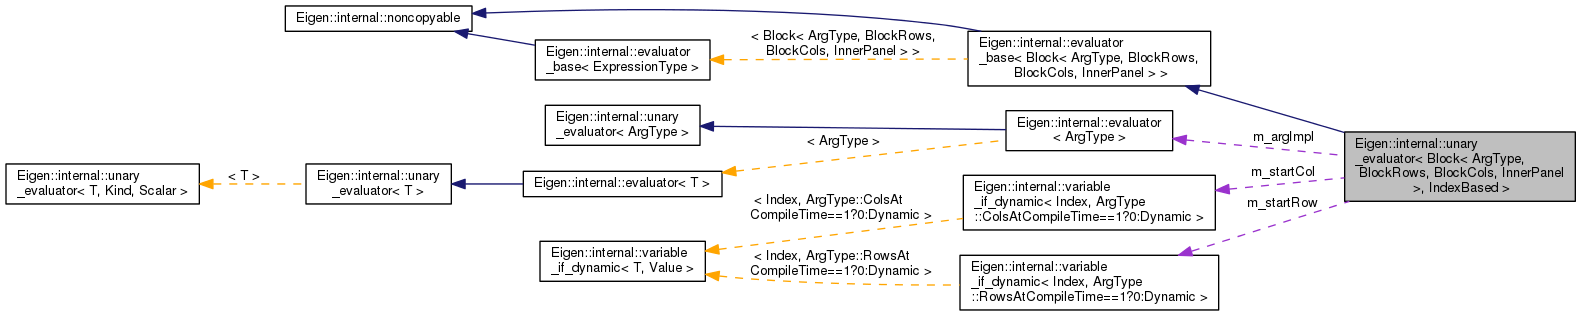 Eigen::internal::noncopyable
Eigen::internal::evaluator
_base< ExpressionType >
< Block< ArgType, BlockRows,
BlockCols, InnerPanel > >
Eigen::internal::evaluator
_base< Block< ArgType, BlockRows,
BlockCols, InnerPanel > >
Eigen::internal::unary
_evaluator< ArgType >
Eigen::internal::evaluator
< ArgType >
< ArgType >
m_argImpl
Eigen::internal::unary
_evaluator< Block< ArgType,
BlockRows, BlockCols, InnerPanel
>, IndexBased >
Eigen::internal::unary
_evaluator< T, Kind, Scalar >
< T >
Eigen::internal::unary
_evaluator< T >
Eigen::internal::evaluator< T >
m_startCol
Eigen::internal::variable
_if_dynamic< Index, ArgType
::ColsAtCompileTime==1?0:Dynamic >
< Index, ArgType::ColsAt
CompileTime==1?0:Dynamic >
m_startRow
Eigen::internal::variable
_if_dynamic< T, Value >
< Index, ArgType::RowsAt
CompileTime==1?0:Dynamic >
Eigen::internal::variable
_if_dynamic< Index, ArgType
::RowsAtCompileTime==1?0:Dynamic >